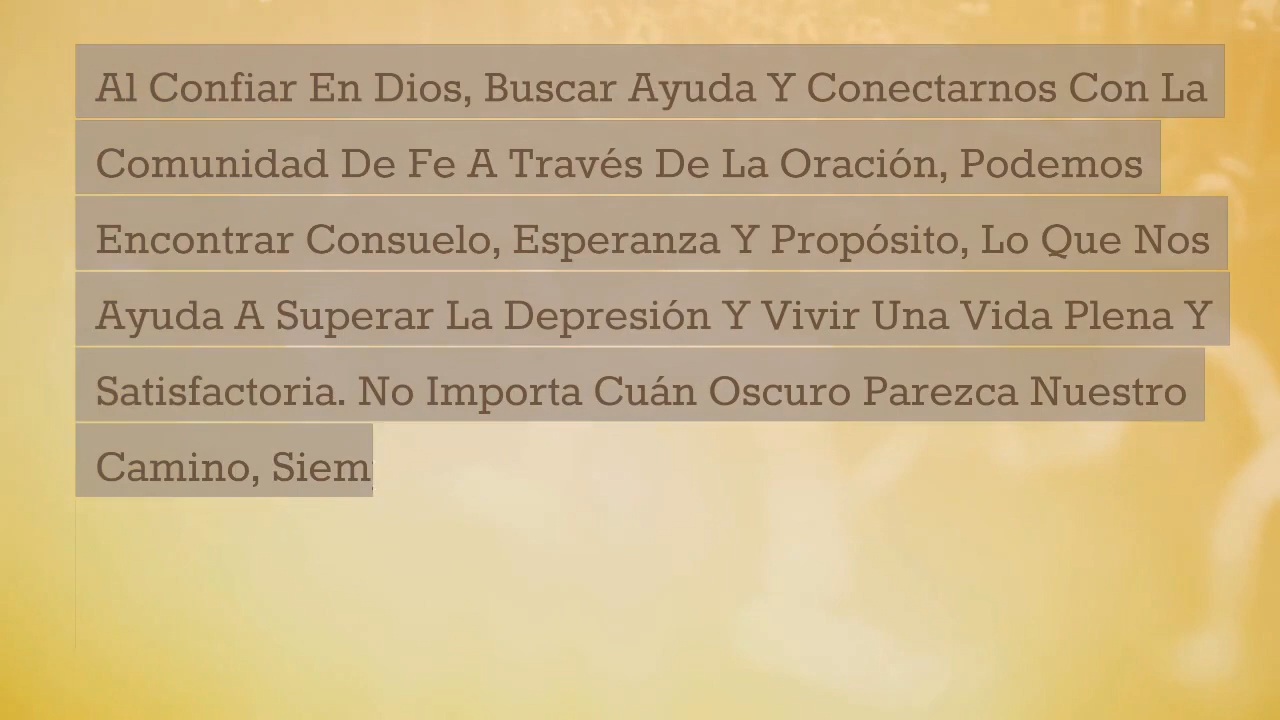 Al Confiar En Dios, Buscar Ayuda Y Conectarnos Con La
Comunidad De Fe A Través De La Oración, Podemos
Encontrar Consuelo, Esperanza Y Propósito, Lo Que Nos
Ayuda A Superar La Depresión Y Vivir Una Vida Plena Y
Satisfactoria. No Importa Cuán Oscuro Parezca Nuestro
Camino, Siem